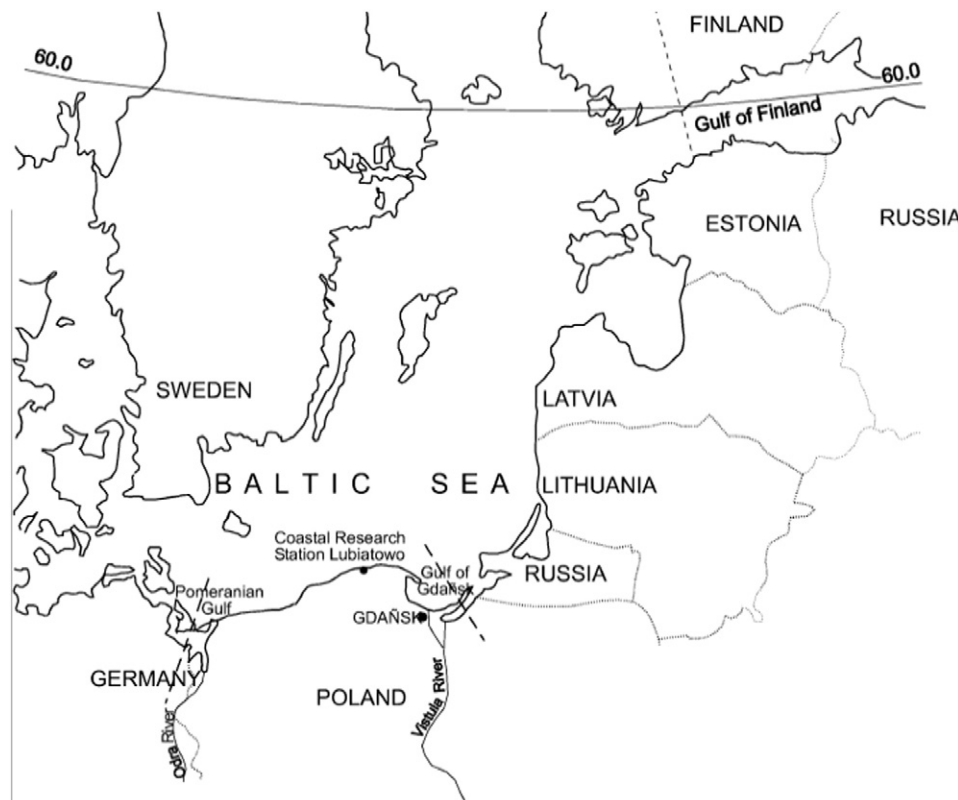 FINLAND
60.0
60.0
Gulf of Finland
ESTONIA
RUSSIA
SWEDEN
LATVIA
BALTIC SEA
LITHUANIA
Coastal Research
Station Lubiatowo
Gulf of
Gdańsk
RUSSIA
Pomeranian
Gulf
GDAŃSK
GERMANY
POLAND
Vistula River
Odra River